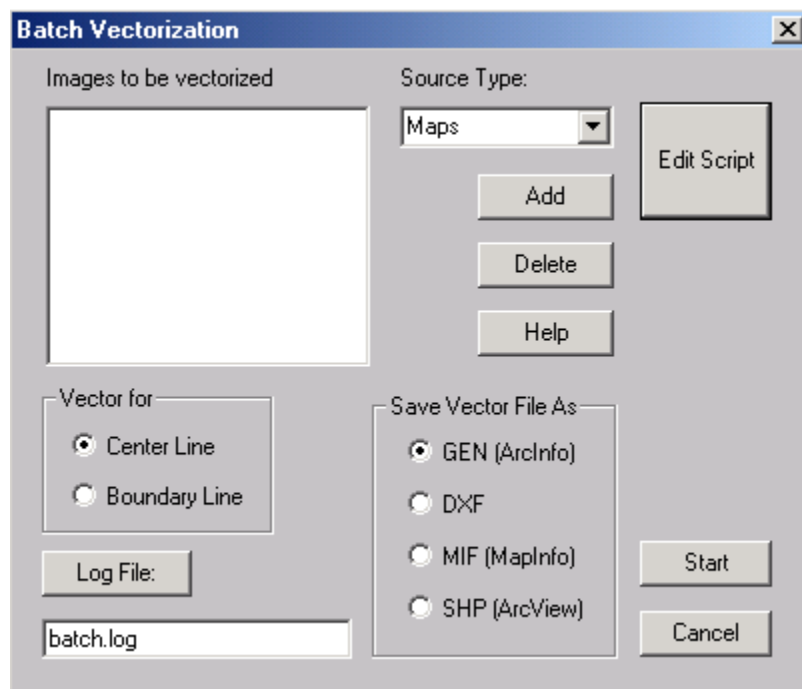 Batch Vectorization
Images to be vectorized
Source Type:
Maps
Edit Script
Add
Delete
Help
Vector for
Center Line
Boundary Line
Save Vector File As
GEN (ArcInfo)
DXF
MIF (MapInfo)
SHP (ArcView)
Log File:
batch.log
Start
Cancel